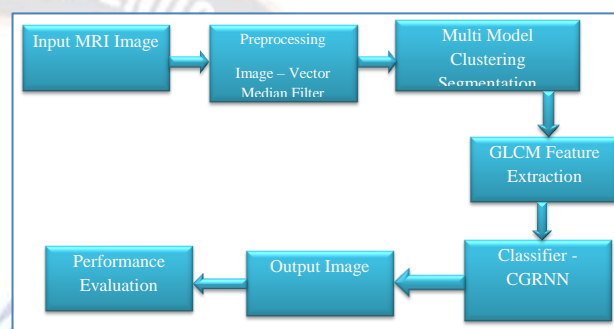 Input MRI Image
Preprocessing
Image – Vector
Median Filter
Multi Model
Clustering
Segmentation
GLCM Feature
Extraction
Classifier -
CGRNN
Output Image
Performance
Evaluation